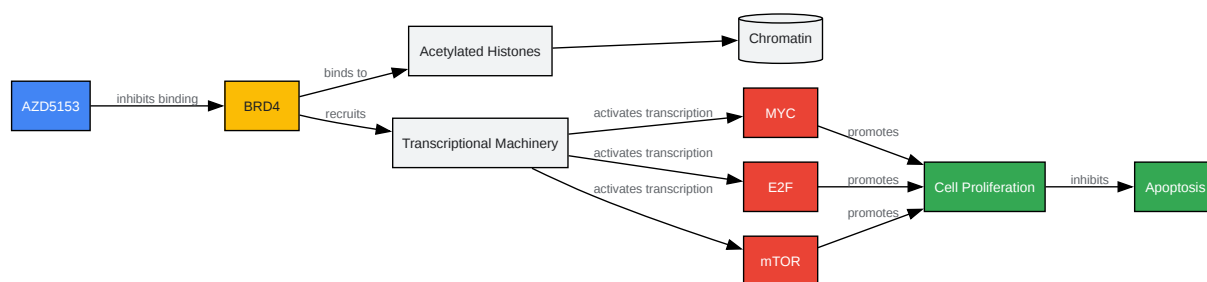 Acetylated Histones
Chromatin
binds to
AZD5153
inhibits binding
BRD4
recruits
Transcriptional Machinery
activates transcription
MYC
promotes
activates transcription
E2F
promotes
Cell Proliferation
inhibits
Apoptosis
activates transcription
promotes
mTOR